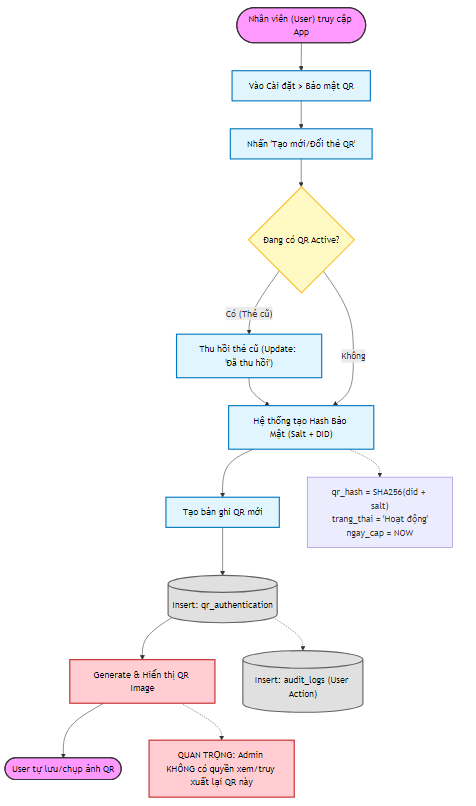 Nhân viên (User) truy cập
App
Vào Cài đặt > Bảo mật QR
Nhấn 'Tạo mới/Đổi thẻ QR'
Đang có QR Active?
Có (Thẻ cũ)
Thu hồi thẻ cũ (Update:
'Đã thu hồi')
Không
Hệ thống tạo Hash Bảo
Mật (Salt + DID)
qr_hash = SHA256(did +
salt)
trang_thai = 'Hoạt động'
ngay_cap = NOW
Tạo bản ghi QR mới
Insert: qr_authentication
Generate & Hiển thị QR
Image
Insert: audit_logs (User
Action)
User tự lưu/chụp ảnh QR
QUAN TRỌNG: Admin
KHÔNG có quyền xem/truy
xuất lại QR này